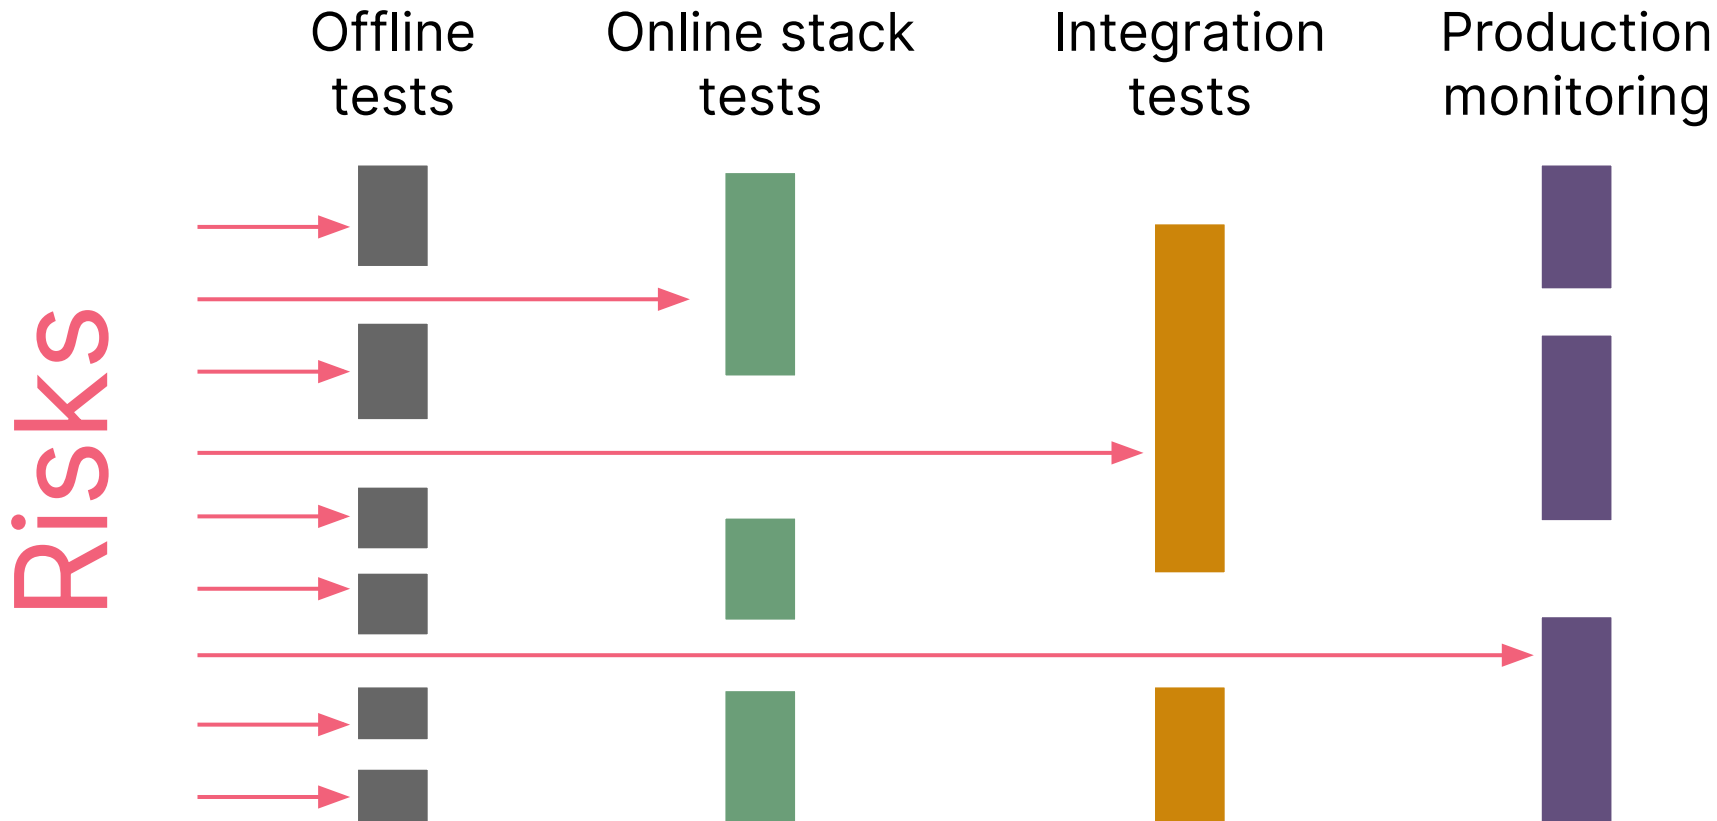 Offline
tests
Online stack
tests
Integration
tests
Production
monitoring
Risks